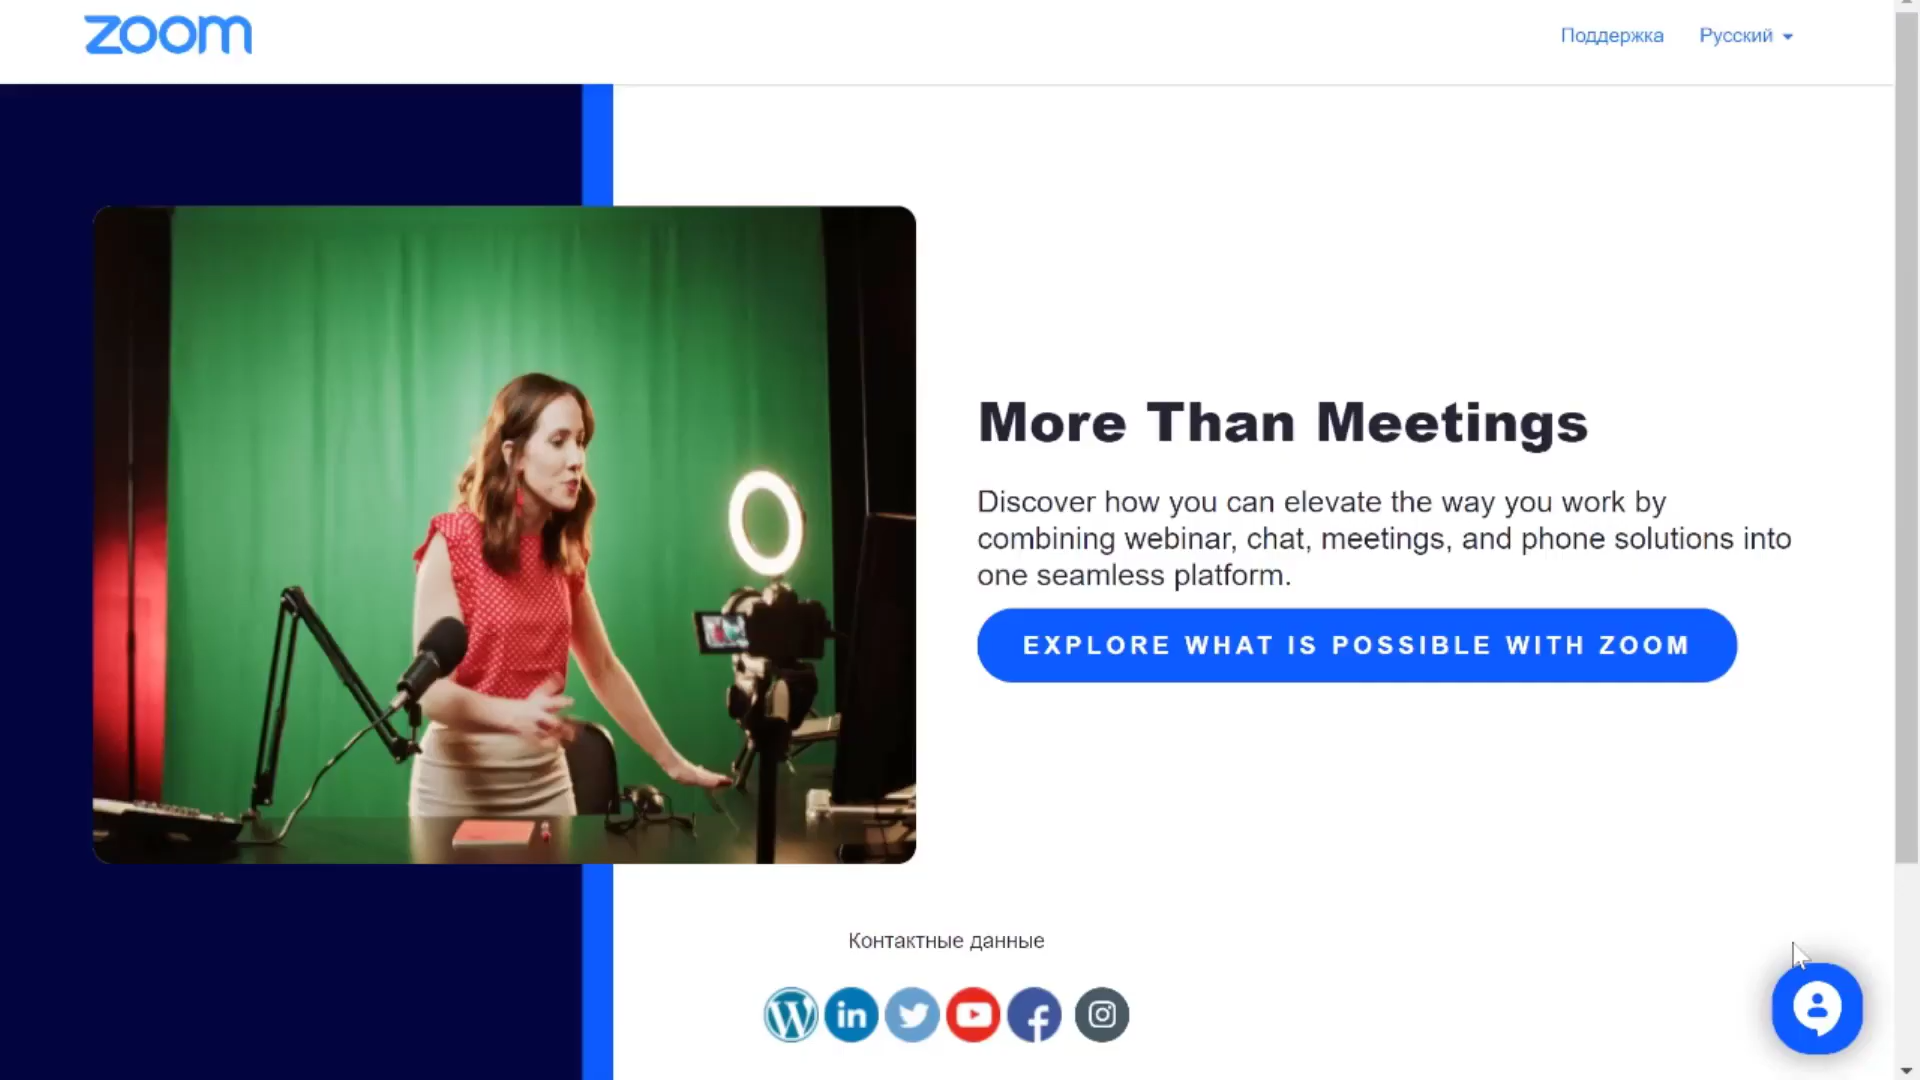 zoom
Поддержка
Русский
More Than Meetings
Discover how you can elevate the way you work by
combining webinar, chat, meetings, and phone solutions into
one seamless platform.
EXPLORE WHAT IS POSSIBLE WITH ZOOM
Контактные данные